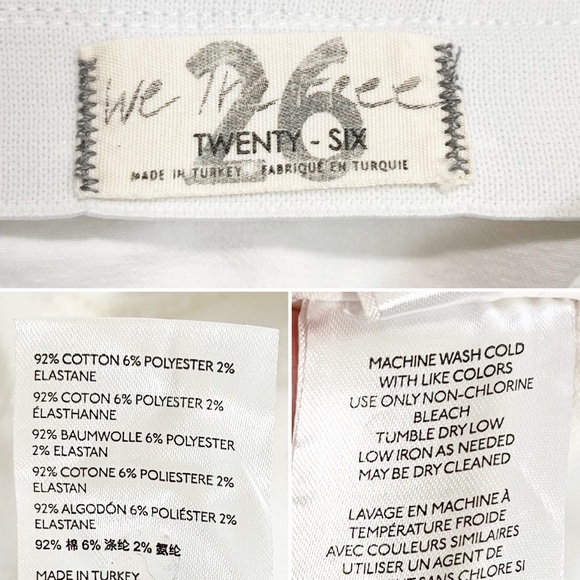 We The Free
26
TWENTY - SIX
MADE IN TURKEY FABRIQUÉ EN TURQUIE
92% COTTON 6% POLYESTER 2%
ELASTANE
92% COTON 6% POLYESTER 2%
ÉLASTHANNE
92% BAUMWOLLE 6% POLYESTER
2% ELASTAN
92% COTONE 6% POLIESTERE 2%
ELASTAN
92% ALGODÓN 6% POLIÉSTER 2%
ELASTANE
92% 棉 6% 涤纶 2% 氨纶
MADE IN TURKEY
MACHINE WASH COLD
WITH LIKE COLORS
USE ONLY NON-CHLORINE
BLEACH
TUMBLE DRY LOW
LOW IRON AS NEEDED
MAY BE DRY CLEANED
LAVAGE EN MACHINE À
TEMPÉRATURE FROIDE
AVEC COULEURS SIMILAIRES
UTILISER UN AGENT DE
SANS CHLORE SI